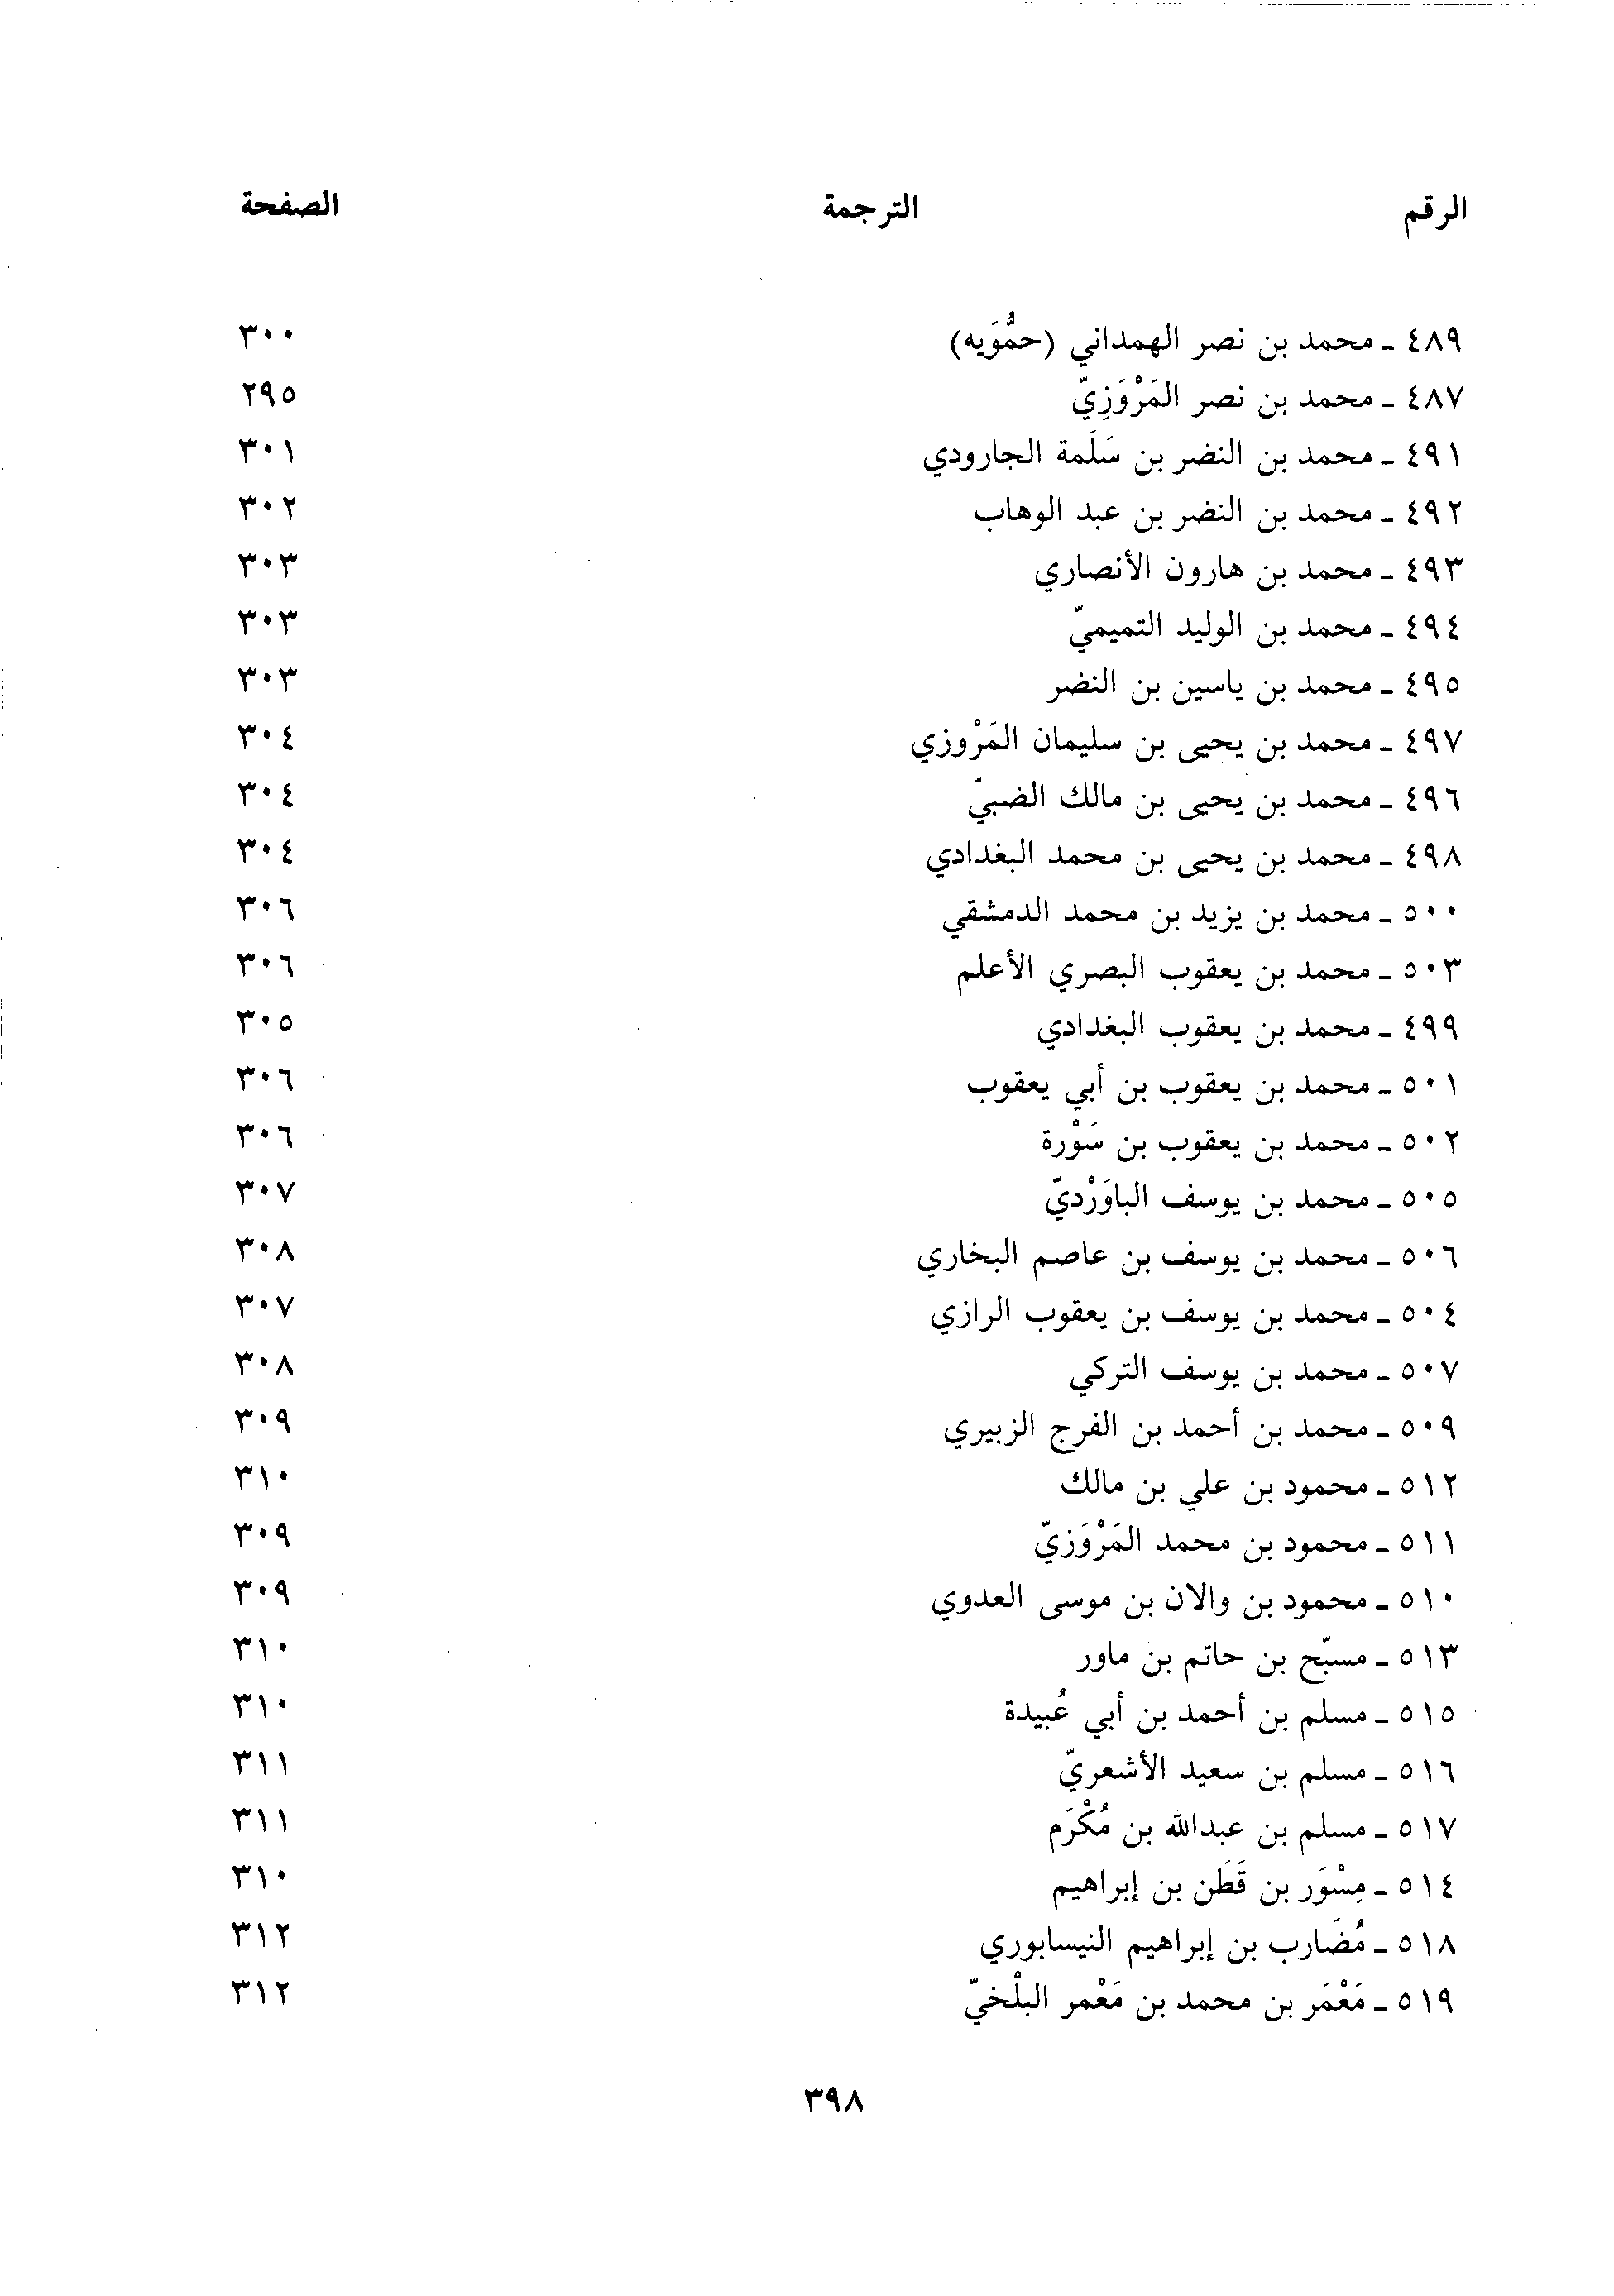 الرقم الترجمة الصفحة
٤٨٩ ـ محمد بن نصر الهمداني (حمُّوَيه) ٣٠٠
٤٨٧ ـ محمد بن نصر المَرْوَزِيّ ٢٩٥
٤٩١ ـ محمد بن النضر بن سَلَمة الجارودي ٣٠١
٤٩٢ ـ محمد بن النضر بن عبد الوهاب ٣٠٢
٤٩٣ ـ محمد بن هارون الأنصاري ٣٠٣
٤٩٤ ـ محمد بن الوليد التميميّ ٣٠٣
٤٩٥ ـ محمد بن ياسين بن النضر ٣٠٣
٤٩٧ ـ محمد بن يحيى بن سليمان المَرْوزي ٣٠٤
٤٩٦ ـ محمد بن يحيى بن مالك الضبيّ ٣٠٤
٤٩٨ ـ محمد بن يحيى بن محمد البغدادي ٣٠٤
٥٠٠ ـ محمد بن يزيد بن محمد الدمشقي ٣٠٦
٥٠٣ ـ محمد بن يعقوب البصري الأعلم ٣٠٦
٤٩٩ ـ محمد بن يعقوب البغدادي ٣٠٥
٥٠١ ـ محمد بن يعقوب بن أبي يعقوب ٣٠٦
٥٠٢ ـ محمد بن يعقوب بن سَوْرة ٣٠٦
٥٠٥ ـ محمد بن يوسف الباوَرْديّ ٣٠٧
٥٠٦ ـ محمد بن يوسف بن عاصم البخاري ٣٠٨
٥٠٤ ـ محمد بن يوسف بن يعقوب الرازي ٣٠٧
٥٠٧ ـ محمد بن يوسف التركي ٣٠٨
٥٠٩ ـ محمد بن أحمد بن الفرج الزبيري ٣٠٩
٥١٢ ـ محمود بن علي بن مالك ٣١٠
٥١١ ـ محمود بن محمد المَرْوَزيّ ٣٠٩
٥١٠ ـ محمود بن والان بن موسى العدوي ٣٠٩
٥١٣ ـ مسبّح بن حاتم بن ماور ٣١٠
٥١٥ ـ مسلم بن أحمد بن أبي عُبيدة ٣١٠
٥١٦ ـ مسلم بن سعيد الأشعريّ ٣١١
٥١٧ ـ مسلم بن عبدالله بن مُكْرَم ٣١١
٥١٤ ـ مِسْوَر بن قَطَن بن إبراهيم ٣١٠
٥١٨ ـ مُضَارب بن إبراهيم النيسابوري ٣١٢
٥١٩ ـ مَعْمَر بن محمد بن مَعْمر البلْخيّ ٣١٢
٣٩٨